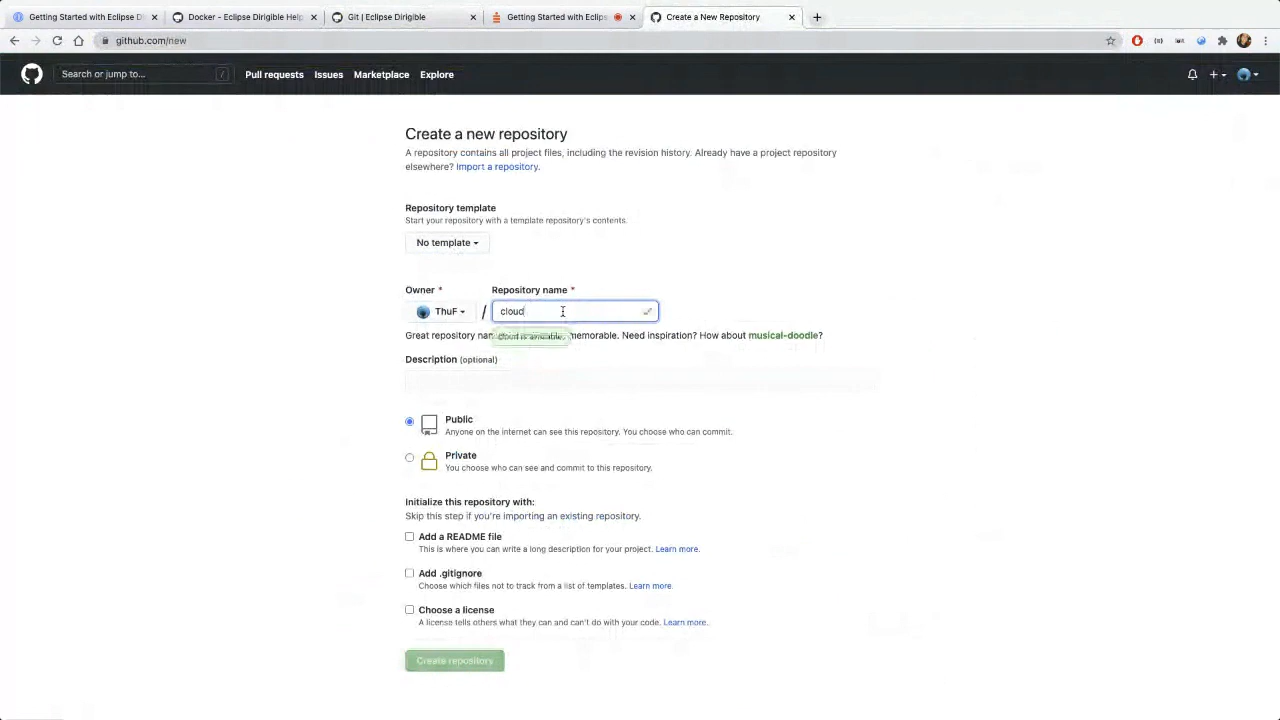 Getting Started with Eclipse D
Docker - Eclipse Dirigible Help
Git | Eclipse Dirigible
Getting Started with Eclips
Create a New Repository
github.com/new
Search or jump to... /
Pull requests Issues Marketplace Explore
Create a new repository
A repository contains all project files, including the revision history. Already have a project repository
elsewhere? Import a repository.
Repository template
Start your repository with a template repository's contents.
No template
Owner * Repository name *
ThuF / cloud
Great repository nam cloud is available. memorable. Need inspiration? How about musical-doodle?
Description (optional)
Public
Anyone on the internet can see this repository. You choose who can commit.
Private
You choose who can see and commit to this repository.
Initialize this repository with:
Skip this step if you're importing an existing repository.
Add a README file
This is where you can write a long description for your project. Learn more.
Add .gitignore
Choose which files not to track from a list of templates. Learn more.
Choose a license
A license tells others what they can and can't do with your code. Learn more.
Create repository